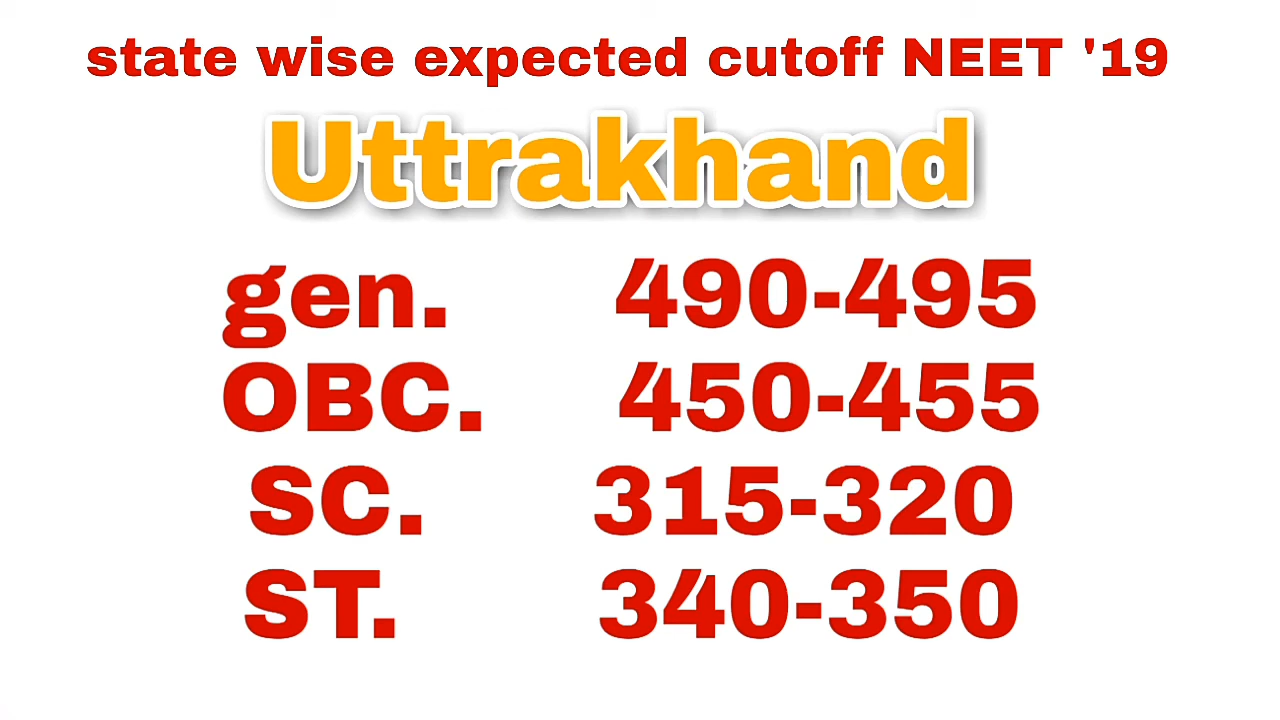 state wise expected cutoff NEET '19
Uttrakhand
gen. 490-495
OBC. 450-455
SC. 315-320
ST. 340-350